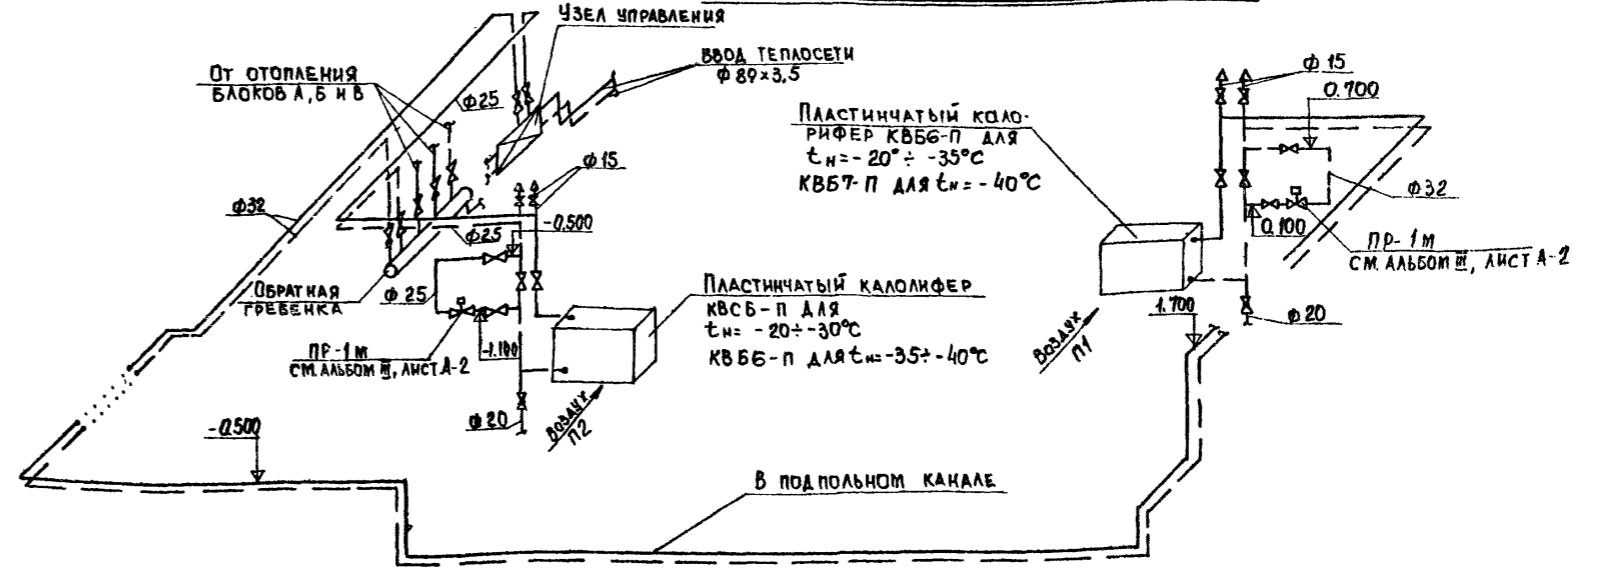 УЗЕЛ УПРАВЛЕНИЯ
ВВОД ТЕПЛОСЕТИ
Ф 89×3,5
ОТ ОТОПЛЕНИЯ
БЛОКОВ А, Б И В
Ф25
Ф15
Ф32
Ф25
-0.500
Ф 25
ОБРАТНАЯ
ГРЕБЕНКА
-1.100
ПР-1М
СМ. АЛЬБОМ III, ЛИСТ А-2
Ф 20
ВОЗДУХ
П2
ПЛАСТИНЧАТЫЙ КАЛОЛИФЕР
КВСБ-П ДЛЯ
tн= -20÷-30°С
КВБ6-П ДЛЯ tн=-35÷-40°С
-0.500
В ПОДПОЛЬНОМ КАНАЛЕ
ПЛАСТИНЧАТЫЙ КАЛО-
РИФЕР КВБ6-П ДЛЯ
tн=-20°÷ -35°С
КВБ7-П ДЛЯ tн=-40°С
Ф 15
0.700
Ф32
0.100
ПР-1М
СМ. АЛЬБОМ III, ЛИСТ А-2
1.700
Ф 20
ВОЗДУХ
П1